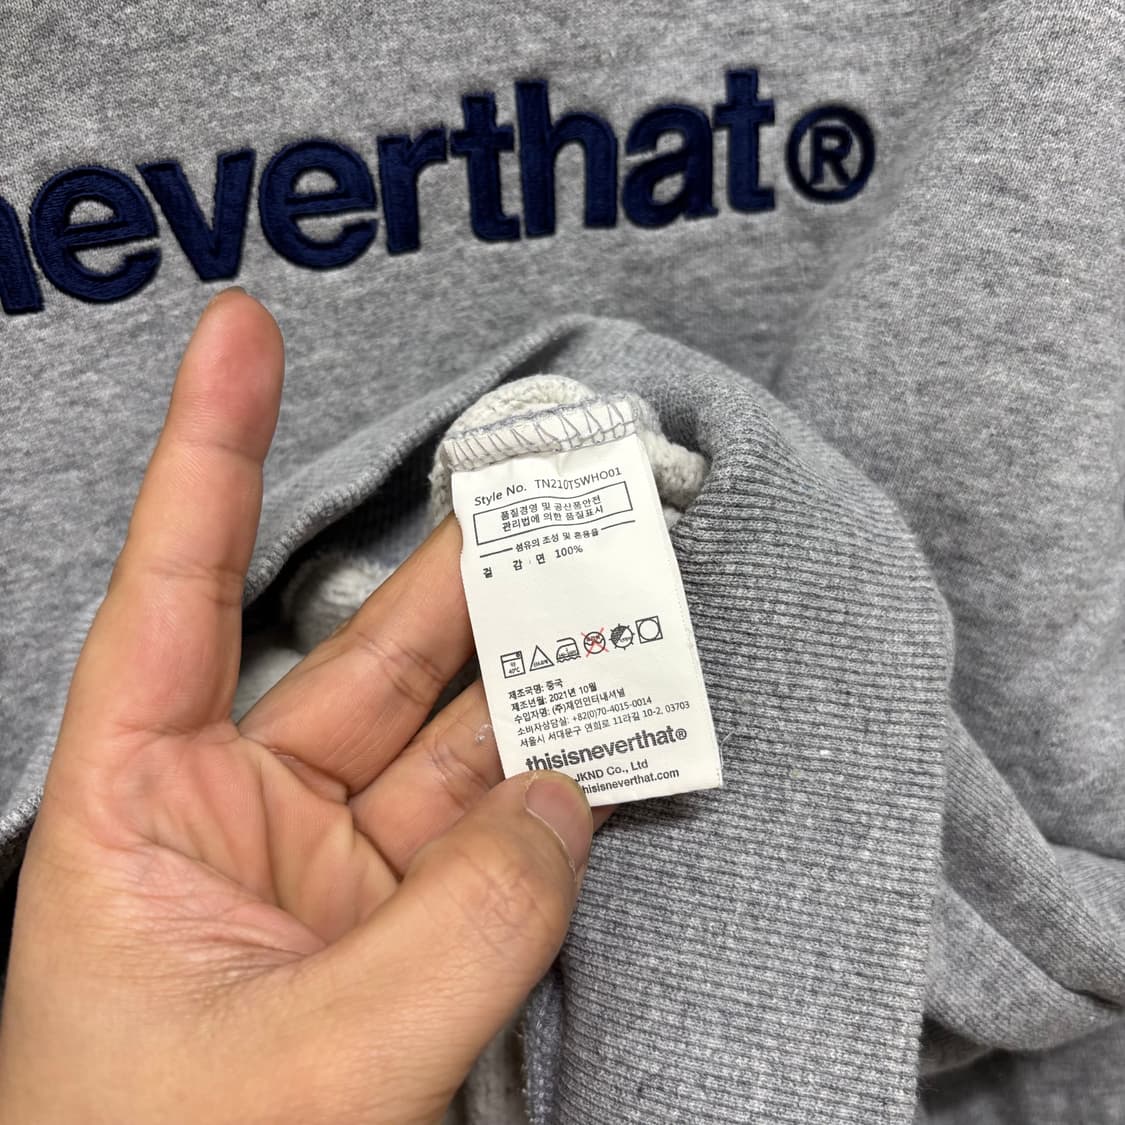 neverthat®
Style No. TN210TSWHO01
품질경영 및 공산품안전
관리법에 의한 품질표시
섬유의 조성 및 혼용율
겉 감 : 면 100%
약
40℃
제조국명: 중국
제조년월: 2021년 10월
수입자명: (주)제인인터내셔널
소비자상담실: +82(0)70-4015-0014
서울시 서대문구 연희로 11라길 10-2, 03703
thisisneverthat®
JKND Co., Ltd
hisisneverthat.com